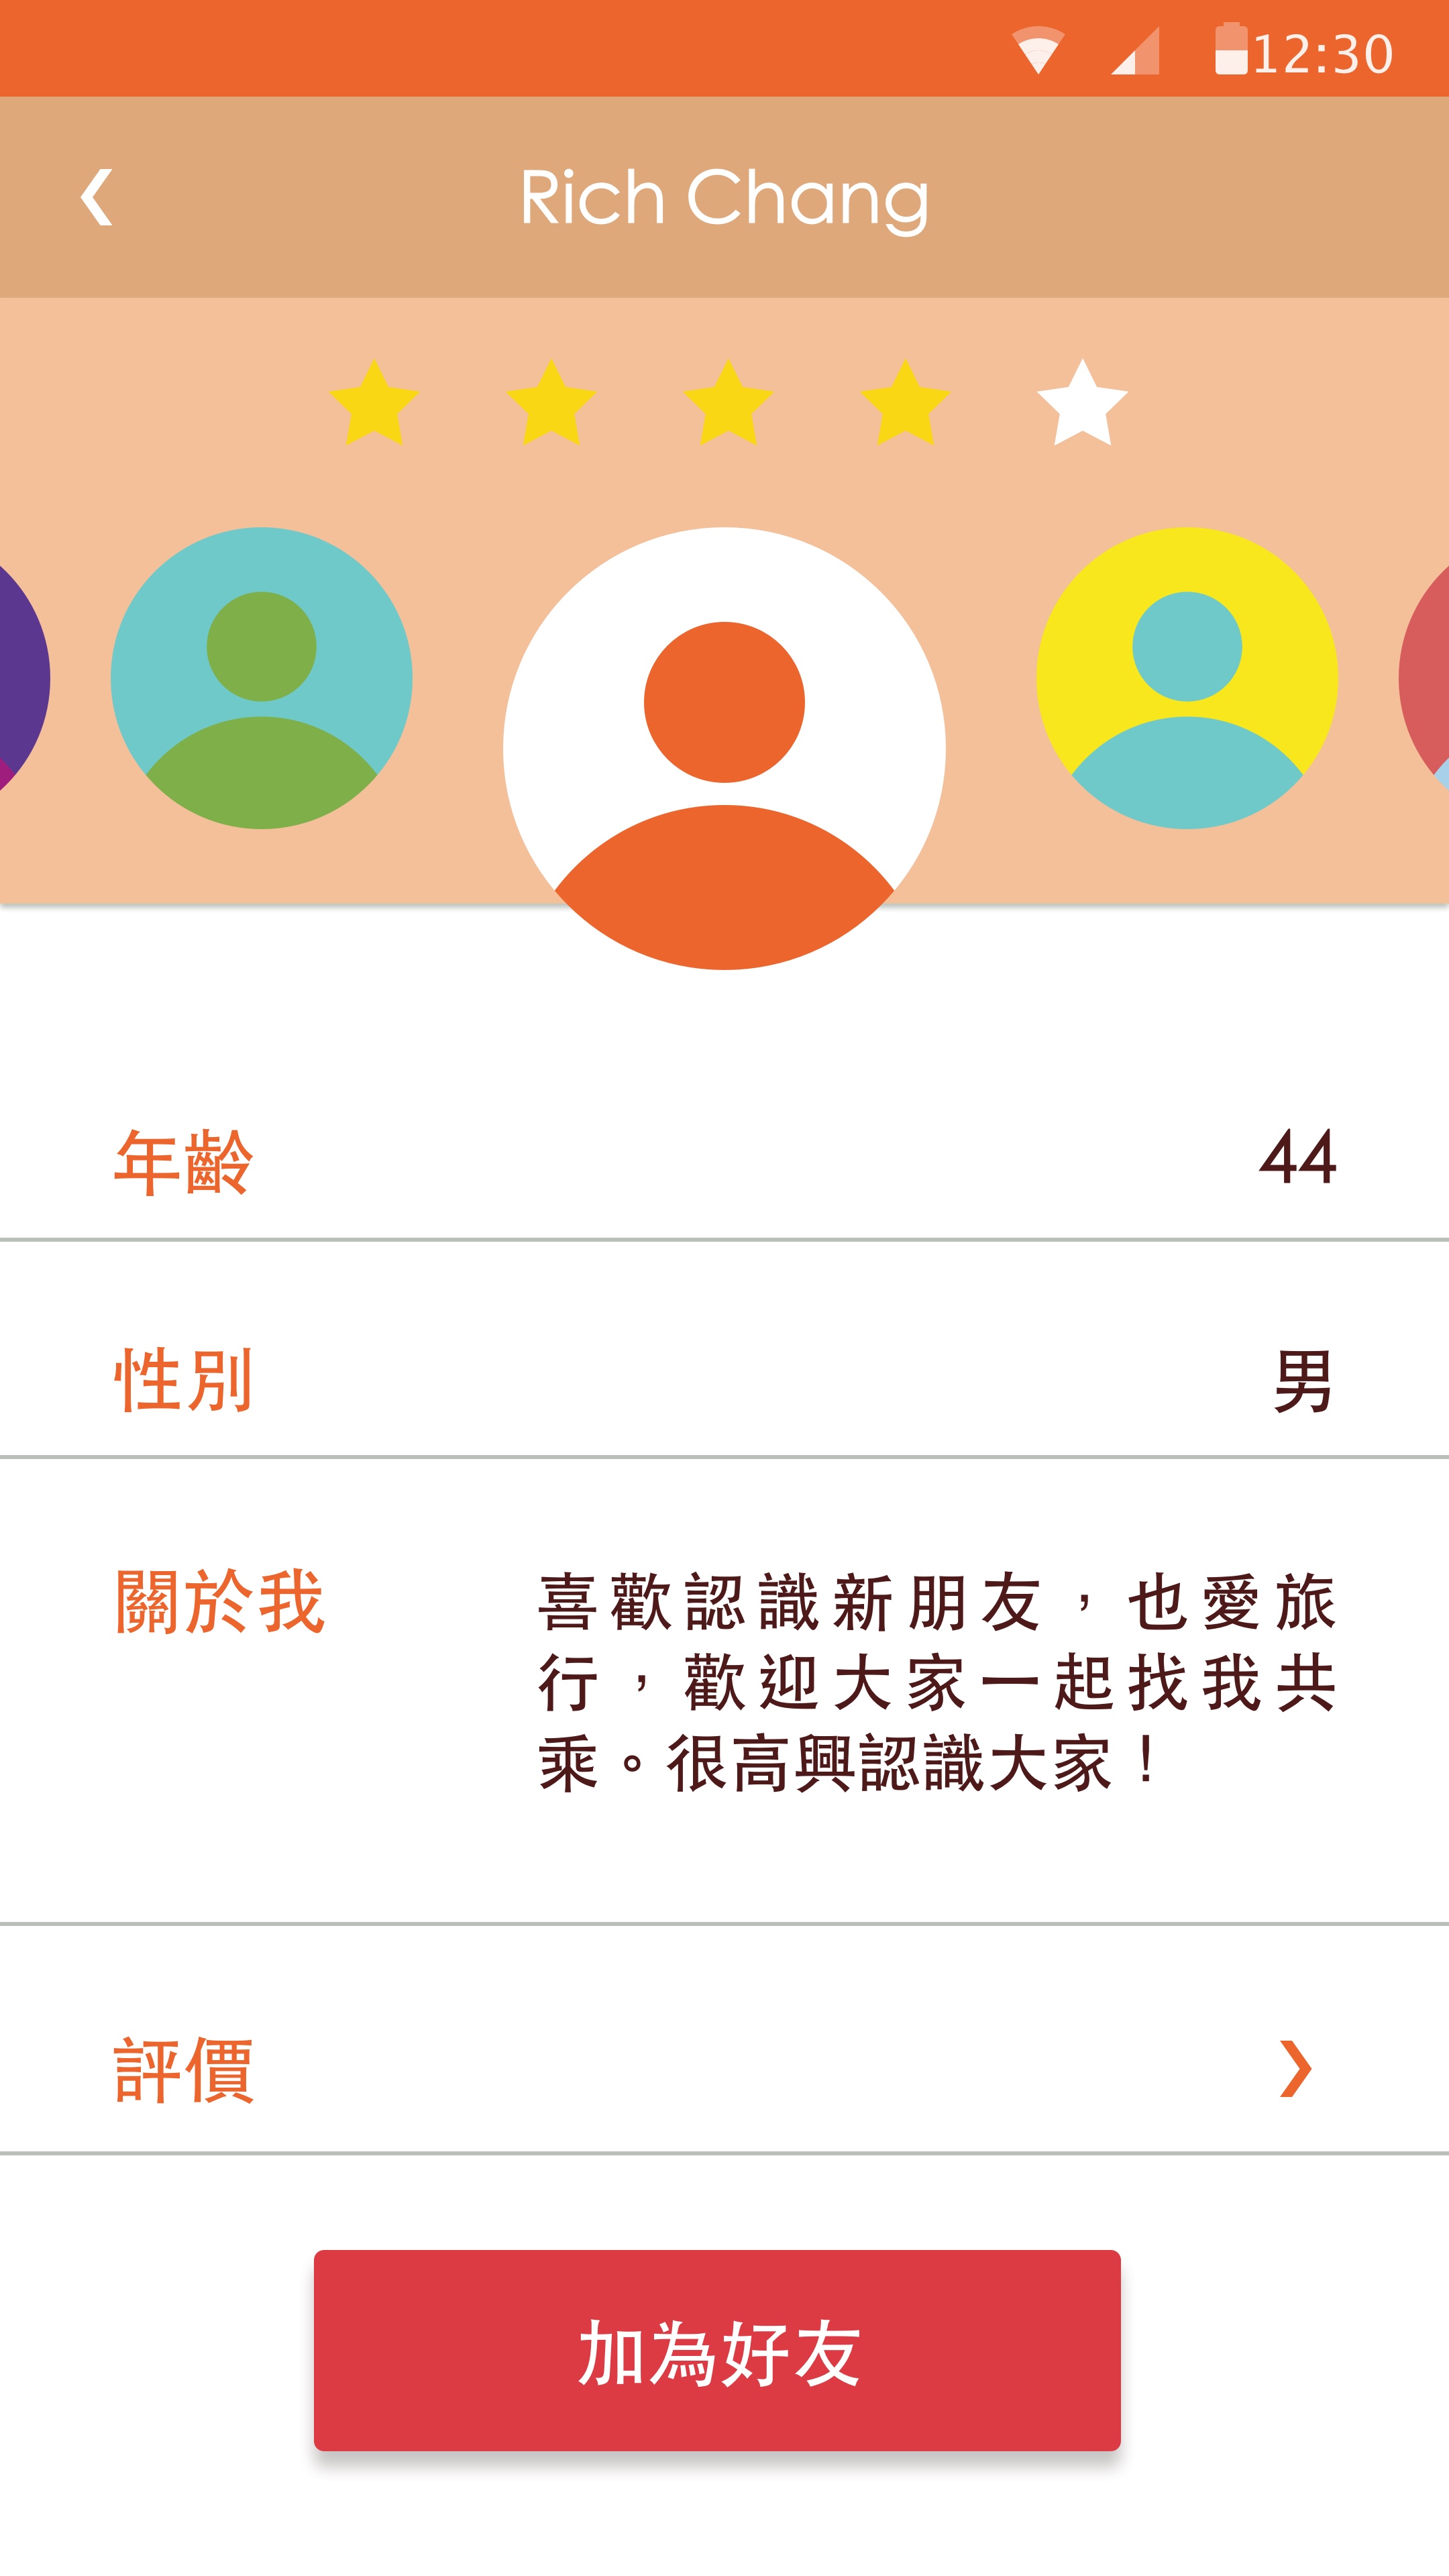 12:30
Rich Chang
年齡
44
性別
男
關於我
喜歡認識新朋友，也愛旅
行，歡迎大家一起找我共
乘。很高興認識大家！
評價
加為好友